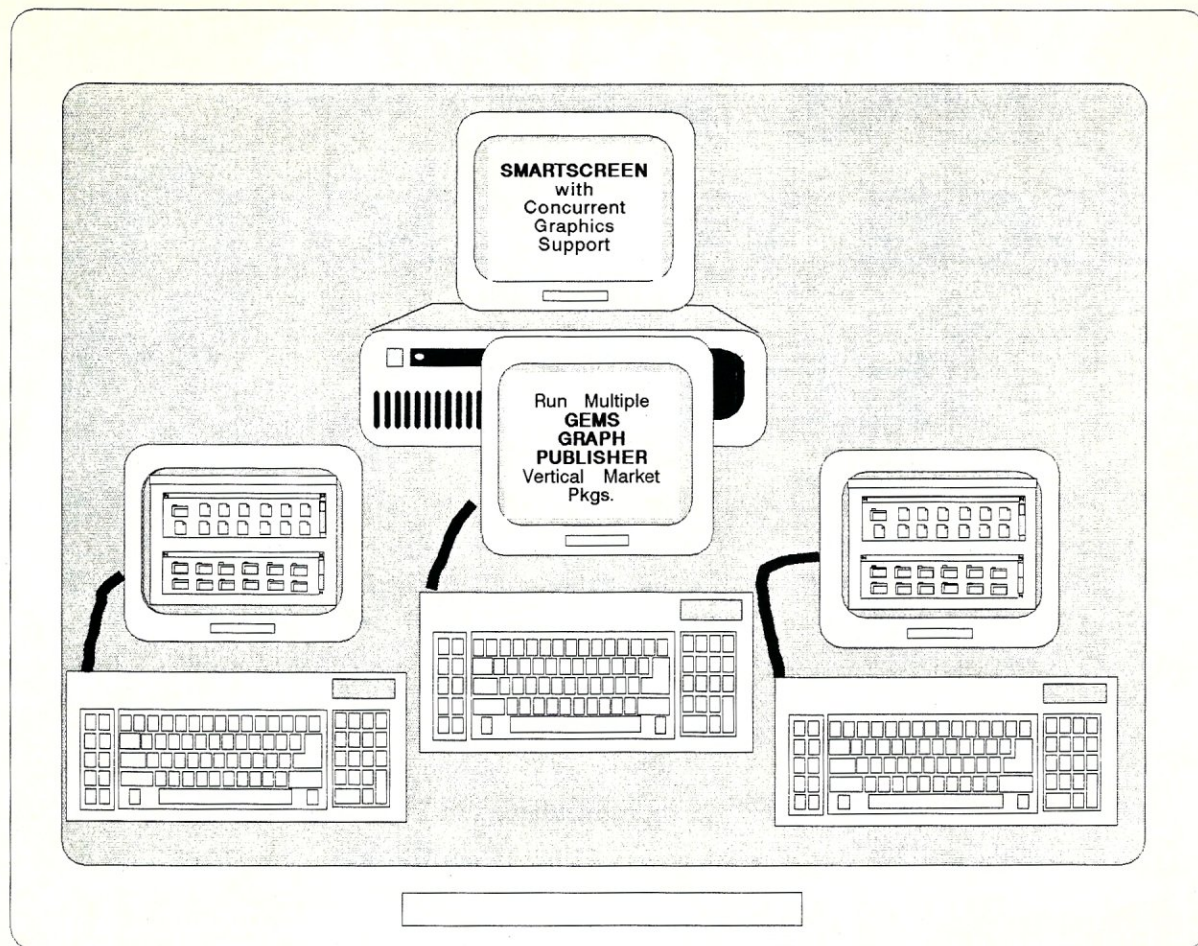 SMARTSCREEN
with
Concurrent
Graphics
Support
Run Multiple
GEMS
GRAPH
PUBLISHER
Vertical Market
Pkgs.